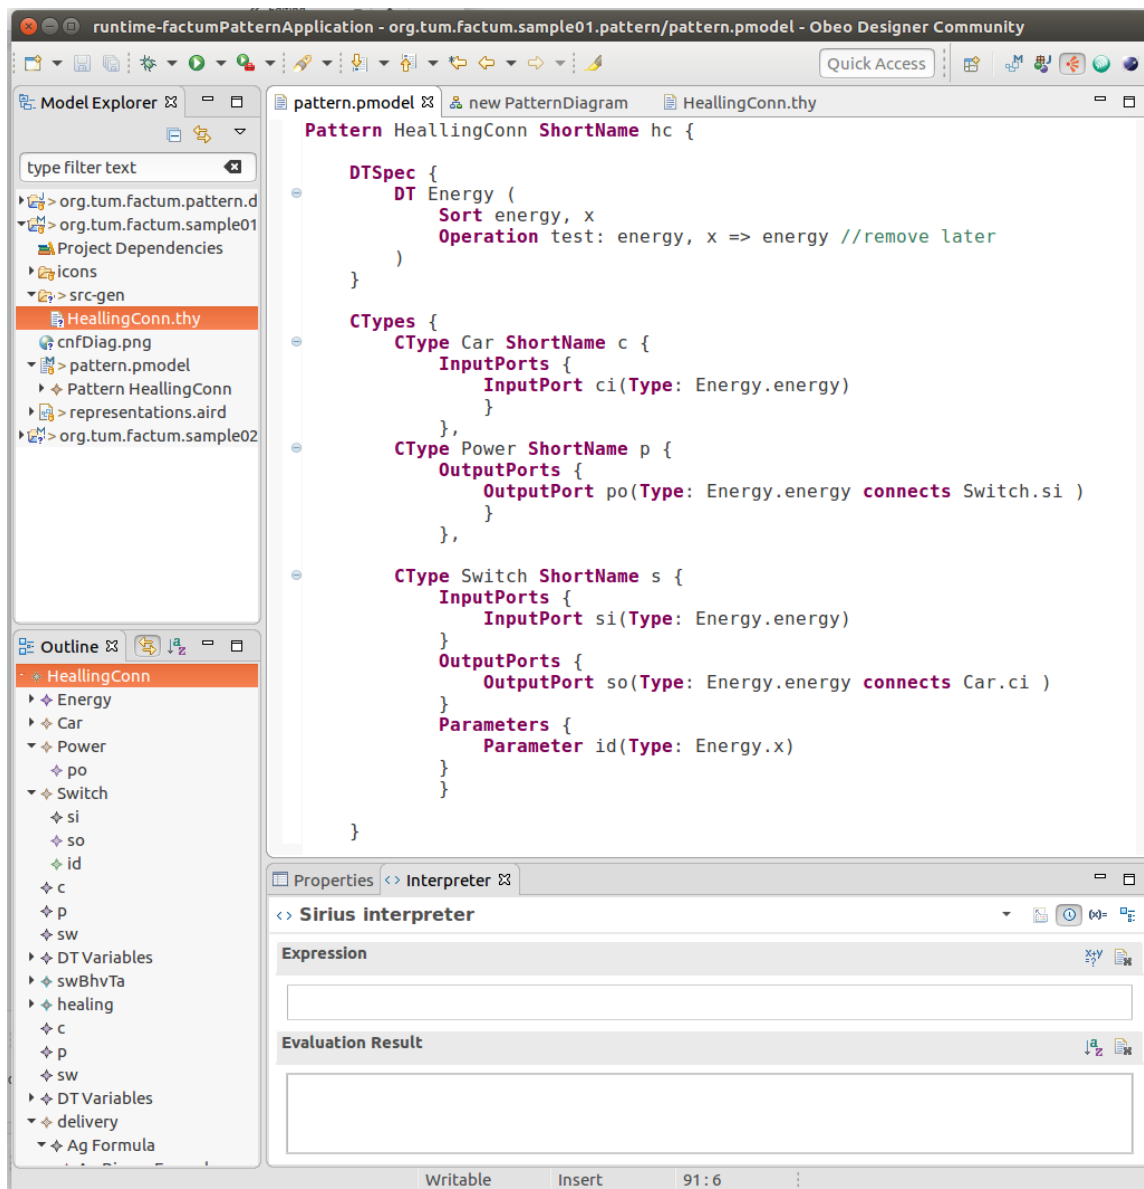 runtime-factumPatternApplication - org.tum.factum.sample01.pattern/pattern.pmodel - Obeo Designer Community
Quick Access
Model Explorer
type filter text
> org.tum.factum.pattern.d
> org.tum.factum.sample01
Project Dependencies
icons
> src-gen
HeallingConn.thy
cnfDiag.png
> pattern.pmodel
Pattern HeallingConn
> representations.aird
> org.tum.factum.sample02
Outline
HeallingConn
Energy
Car
Power
po
Switch
si
so
id
c
p
sw
DT Variables
swBhvTa
healing
c
p
sw
DT Variables
delivery
Ag Formula
pattern.pmodel new PatternDiagram HeallingConn.thy
Pattern HeallingConn ShortName hc {
DTSpec {
DT Energy (
Sort energy, x
Operation test: energy, x => energy //remove later
)
}
CTypes {
CType Car ShortName c {
InputPorts {
InputPort ci(Type: Energy.energy)
}
},
CType Power ShortName p {
OutputPorts {
OutputPort po(Type: Energy.energy connects Switch.si )
}
},
CType Switch ShortName s {
InputPorts {
InputPort si(Type: Energy.energy)
}
OutputPorts {
OutputPort so(Type: Energy.energy connects Car.ci )
}
Parameters {
Parameter id(Type: Energy.x)
}
}
}
Properties Interpreter
Sirius interpreter
Expression
Evaluation Result
Writable Insert 91 : 6